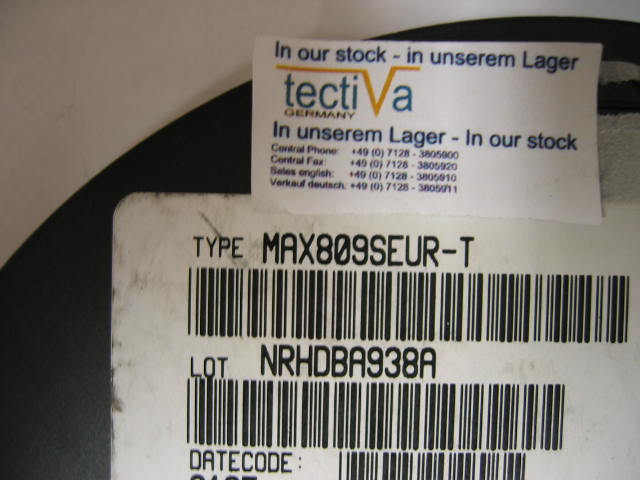 In our stock - in unserem Lager
tectiVa
GERMANY
In unserem Lager - In our stock
Central Phone: +49 (0) 7128 - 3805900
Central Fax: +49 (0) 7128 - 3805920
Sales english: +49 (0) 7128 - 3805910
Verkauf deutsch: +49 (0) 7128 - 3805911
TYPE MAX809SEUR-T
LOT NRHDBA938A
DATECODE: